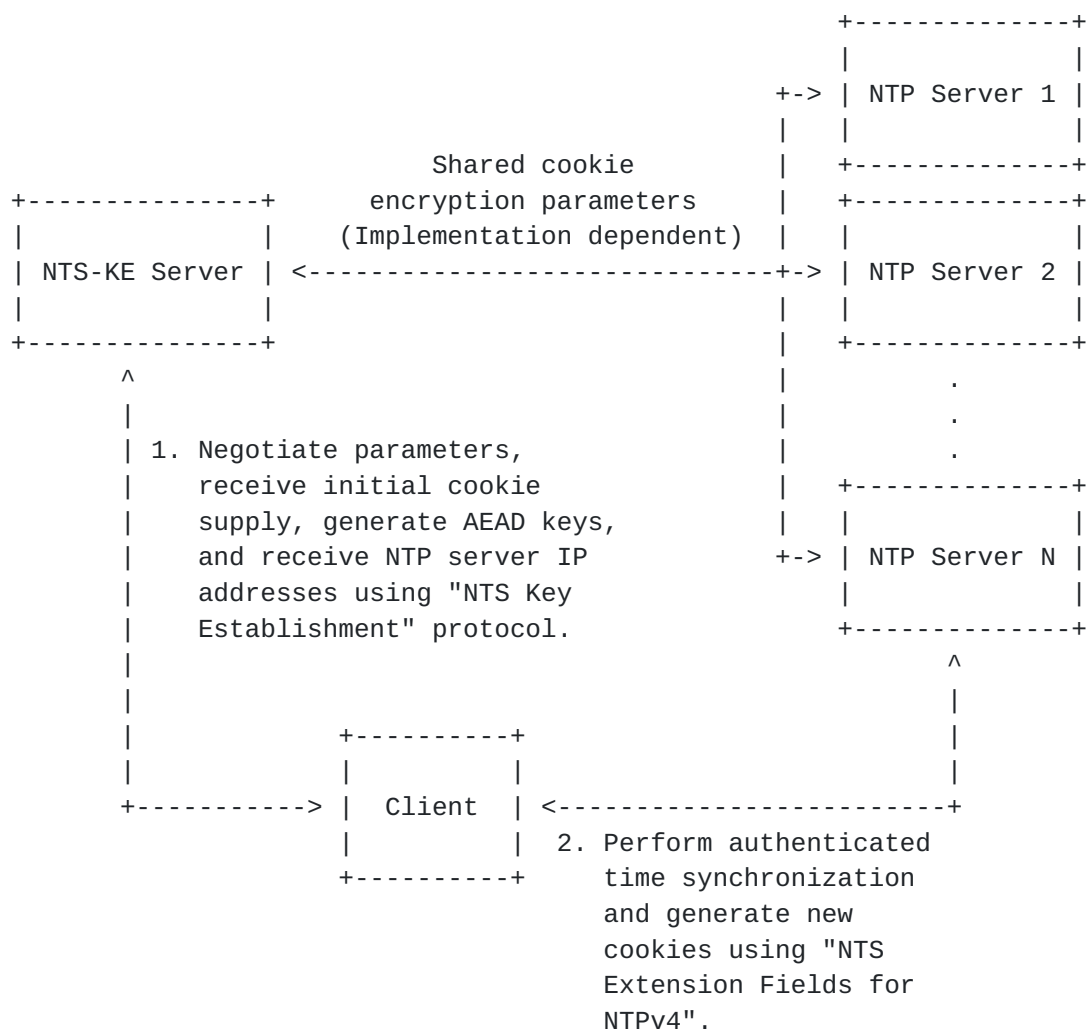 NTP Server 1
Shared cookie
encryption parameters
(Implementation dependent)
NTS-KE Server
NTP Server 2
.
.
.
1. Negotiate parameters,
receive initial cookie
supply, generate AEAD keys,
and receive NTP server IP
addresses using "NTS Key
Establishment" protocol.
NTP Server N
Client
2. Perform authenticated
time synchronization
and generate new
cookies using "NTS
Extension Fields for
NTPv4".